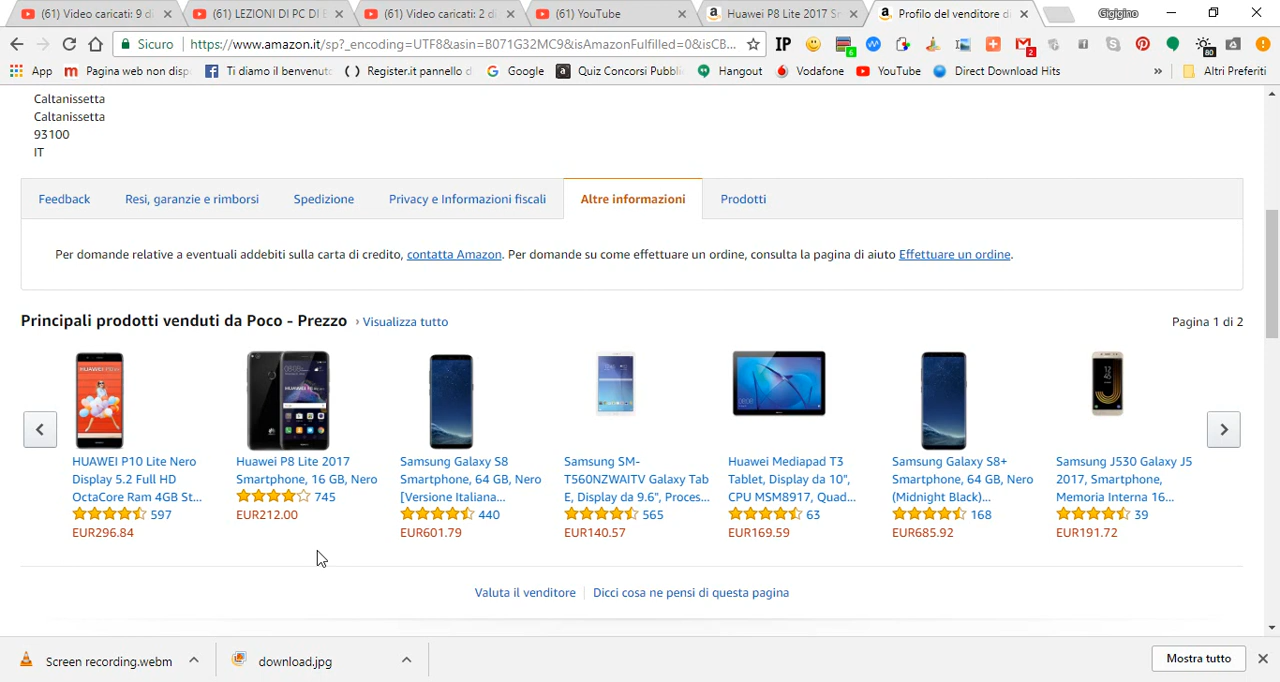 (61) Video caricati: 9 d
(61) LEZIONI DI PC DI B
(61) Video caricati: 2 d
(61) YouTube
Huawei P8 Lite 2017 Sm
Profilo del venditore di
Gigigino
Sicuro
https://www.amazon.it/sp?_encoding=UTF8&asin=B071G32MC9&isAmazonFulfilled=0&isCB...
IP
6
2
80
App
Pagina web non disp
Ti diamo il benvenuto
Register.it pannello d
Google
Quiz Concorsi Pubbli
Hangout
Vodafone
YouTube
Direct Download Hits
»
Altri Preferiti
Caltanissetta
Caltanissetta
93100
IT
Feedback
Resi, garanzie e rimborsi
Spedizione
Privacy e Informazioni fiscali
Altre informazioni
Prodotti
Per domande relative a eventuali addebiti sulla carta di credito, contatta Amazon. Per domande su come effettuare un ordine, consulta la pagina di aiuto Effettuare un ordine.
Principali prodotti venduti da Poco - Prezzo › Visualizza tutto
Pagina 1 di 2
HUAWEI P10 Lite Nero
Display 5.2 Full HD
OctaCore Ram 4GB St...
597
EUR296.84
Huawei P8 Lite 2017
Smartphone, 16 GB, Nero
745
EUR212.00
Samsung Galaxy S8
Smartphone, 64 GB, Nero
[Versione Italiana...
440
EUR601.79
Samsung SM-
T560NZWAITV Galaxy Tab
E, Display da 9.6", Proces...
565
EUR140.57
Huawei Mediapad T3
Tablet, Display da 10",
CPU MSM8917, Quad...
63
EUR169.59
Samsung Galaxy S8+
Smartphone, 64 GB, Nero
(Midnight Black)...
168
EUR685.92
Samsung J530 Galaxy J5
2017, Smartphone,
Memoria Interna 16...
39
EUR191.72
Valuta il venditore
Dicci cosa ne pensi di questa pagina
Screen recording.webm
download.jpg
Mostra tutto